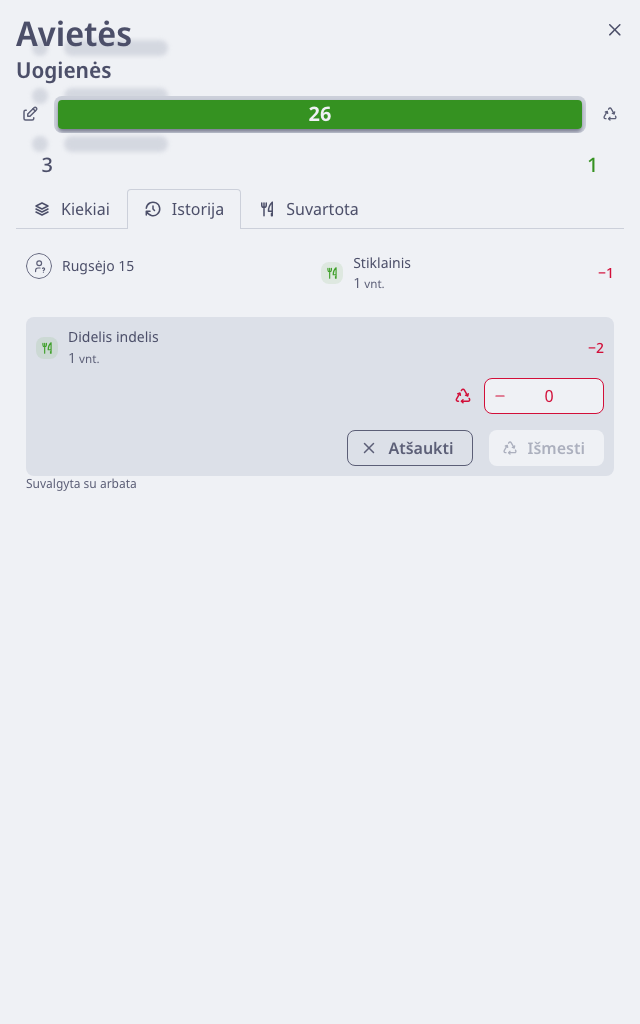 Avietės
Uogienės
26
3
1
Kiekiai
Istorija
Suvartota
Rugsėjo 15
Stiklainis
1 vnt.
−1
Didelis indelis
1 vnt.
−2
− 0
Atšaukti
Išmesti
Suvalgyta su arbata